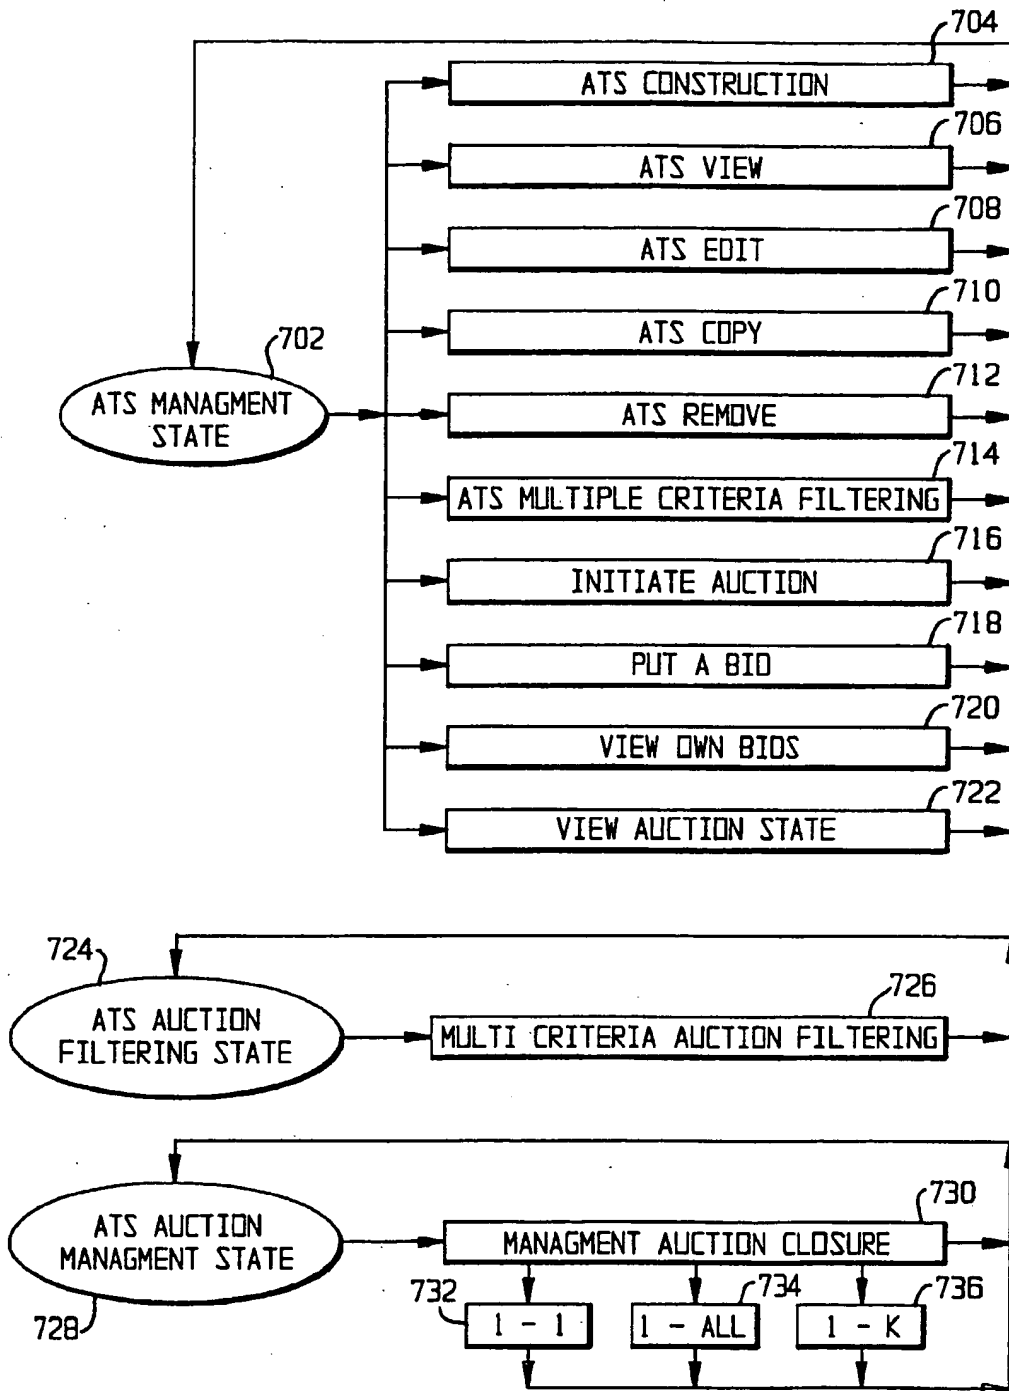 704
ATS CONSTRUCTION
706
ATS VIEW
708
ATS EDIT
710
ATS COPY
702
ATS MANAGMENT
STATE
712
ATS REMOVE
714
ATS MULTIPLE CRITERIA FILTERING
716
INITIATE AUCTION
718
PUT A BID
720
VIEW OWN BIDS
722
VIEW AUCTION STATE
724
ATS AUCTION
FILTERING STATE
726
MULTI CRITERIA AUCTION FILTERING
ATS AUCTION
MANAGMENT STATE
728
730
MANAGMENT AUCTION CLOSURE
732
1 - 1
734
1 - ALL
736
1 - K